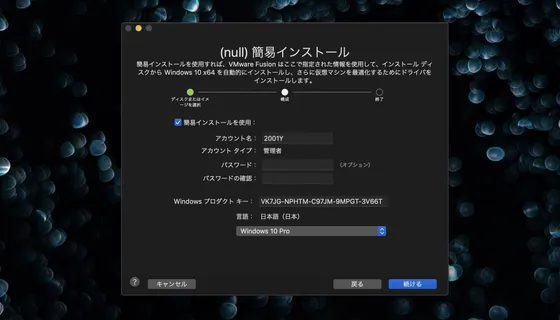 (null) 簡易インストール
簡易インストールを使用すれば、VMware Fusion はここで指定された情報を使用して、インストール ディ
スクから Windows 10 x64 を自動的にインストールし、さらに仮想マシンを最適化するためにドライバを
インストールします。
ディスクまたはイメ
ージを選択
構成
終了
簡易インストールを使用：
アカウント名： 2001Y
アカウント タイプ： 管理者
パスワード： （オプション）
パスワードの確認：
Windows プロダクト キー： VK7JG-NPHTM-C97JM-9MPGT-3V66T
言語： 日本語（日本）
Windows 10 Pro
? キャンセル 戻る 続ける